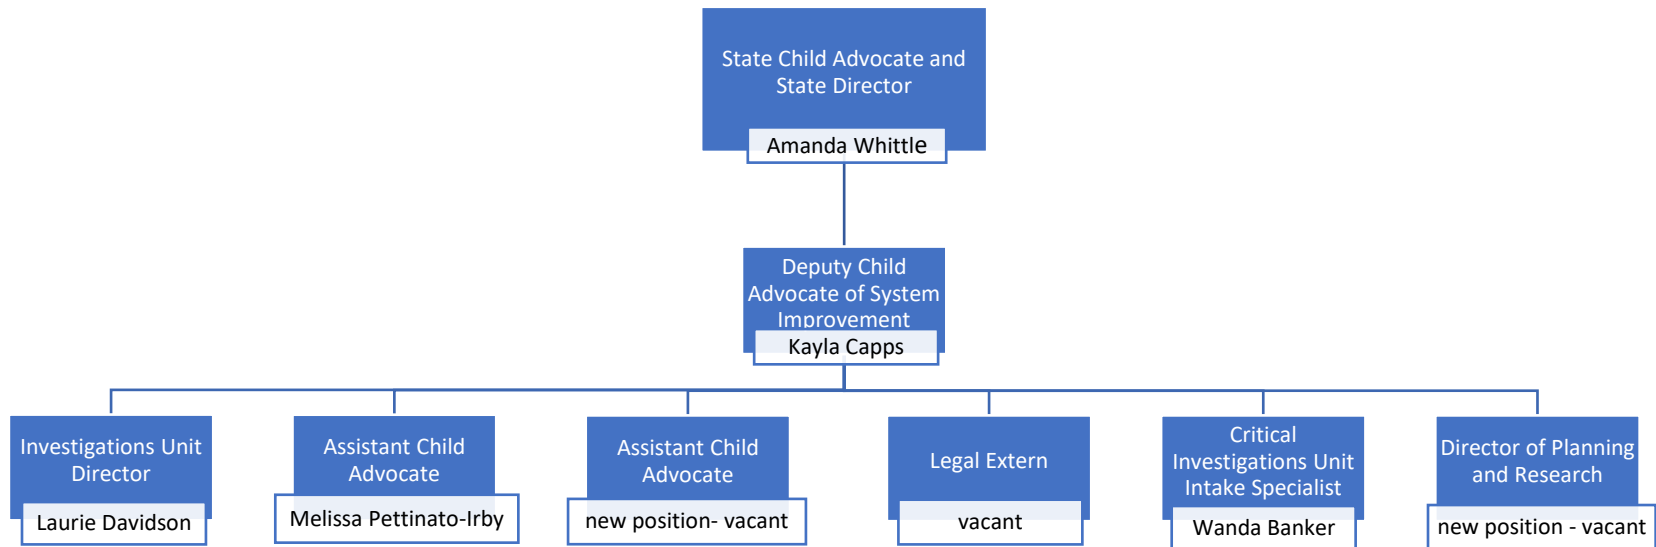 State Child Advocate and
State Director
Amanda Whittle
Deputy Child
Advocate of System
Improvement
Kayla Capps
Investigations Unit
Director
Laurie Davidson
Assistant Child
Advocate
Melissa Pettinato-Irby
Assistant Child
Advocate
new position- vacant
Legal Extern
vacant
Critical
Investigations Unit
Intake Specialist
Wanda Banker
Director of Planning
and Research
new position - vacant